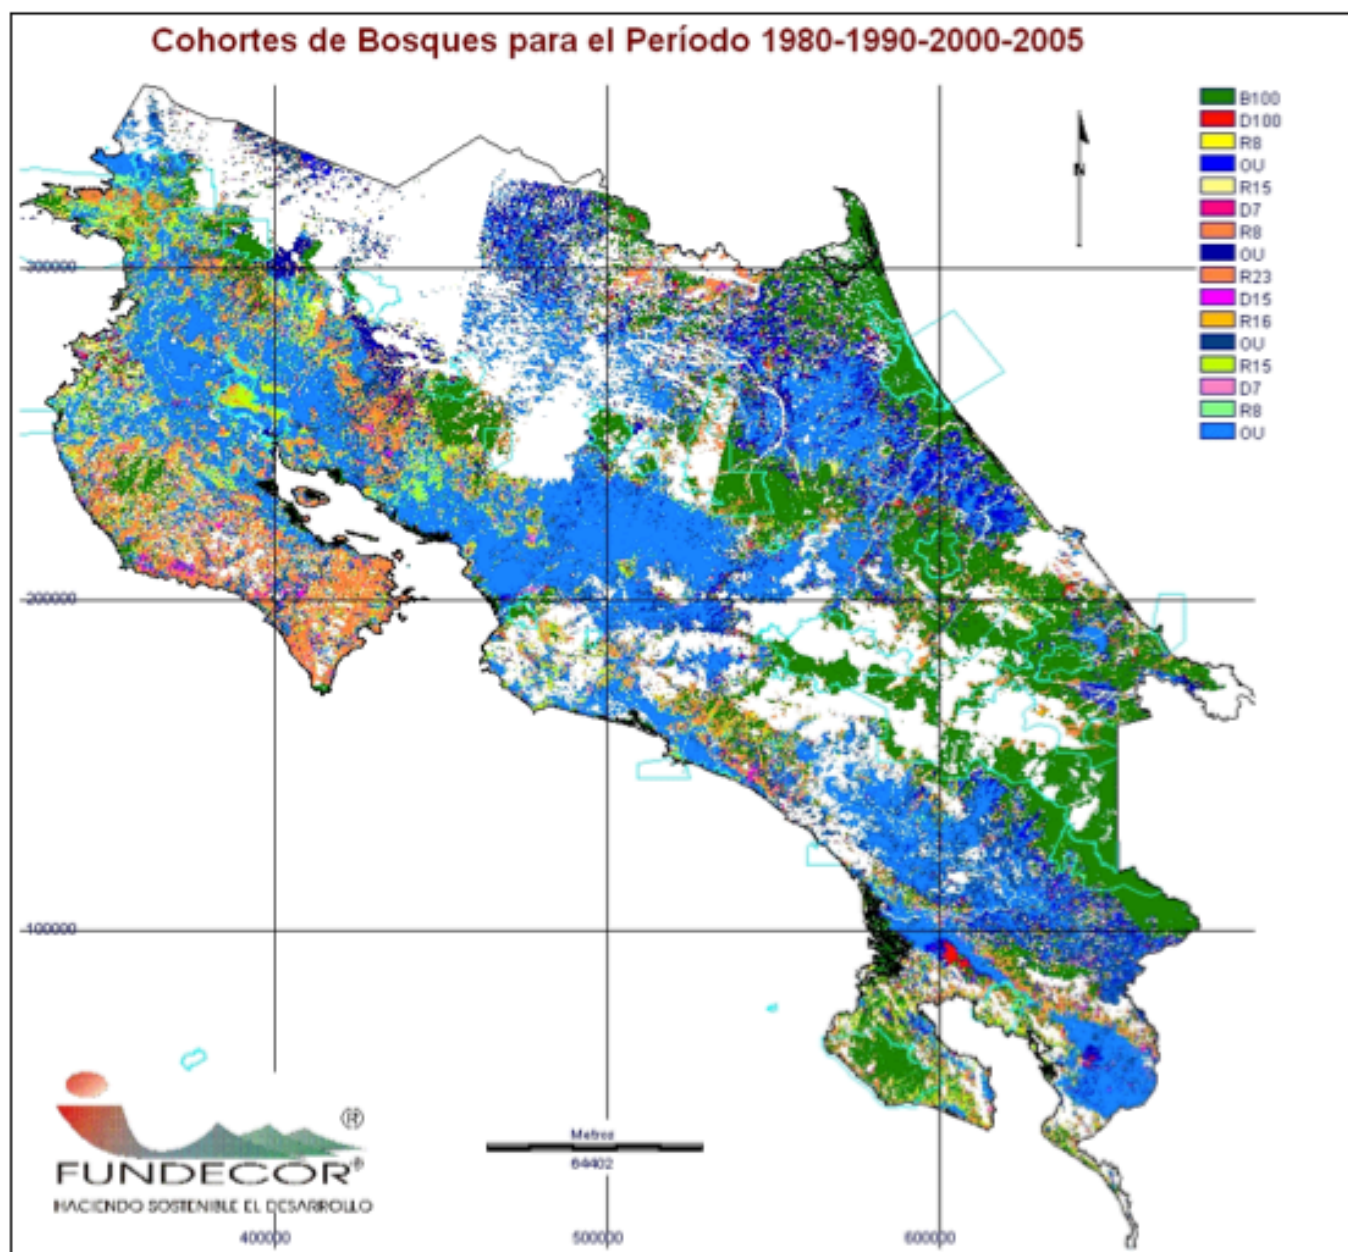 Cohortes de Bosques para el Período 1980-1990-2000-2005
B100
D100
R8
OU
R15
D7
R8
OU
R23
D15
R16
OU
R15
D7
R8
OU
N
300000
200000
100000
Metros
64402
®
FUNDECOR®
HACIENDO SOSTENIBLE EL DESARROLLO
400000
500000
600000